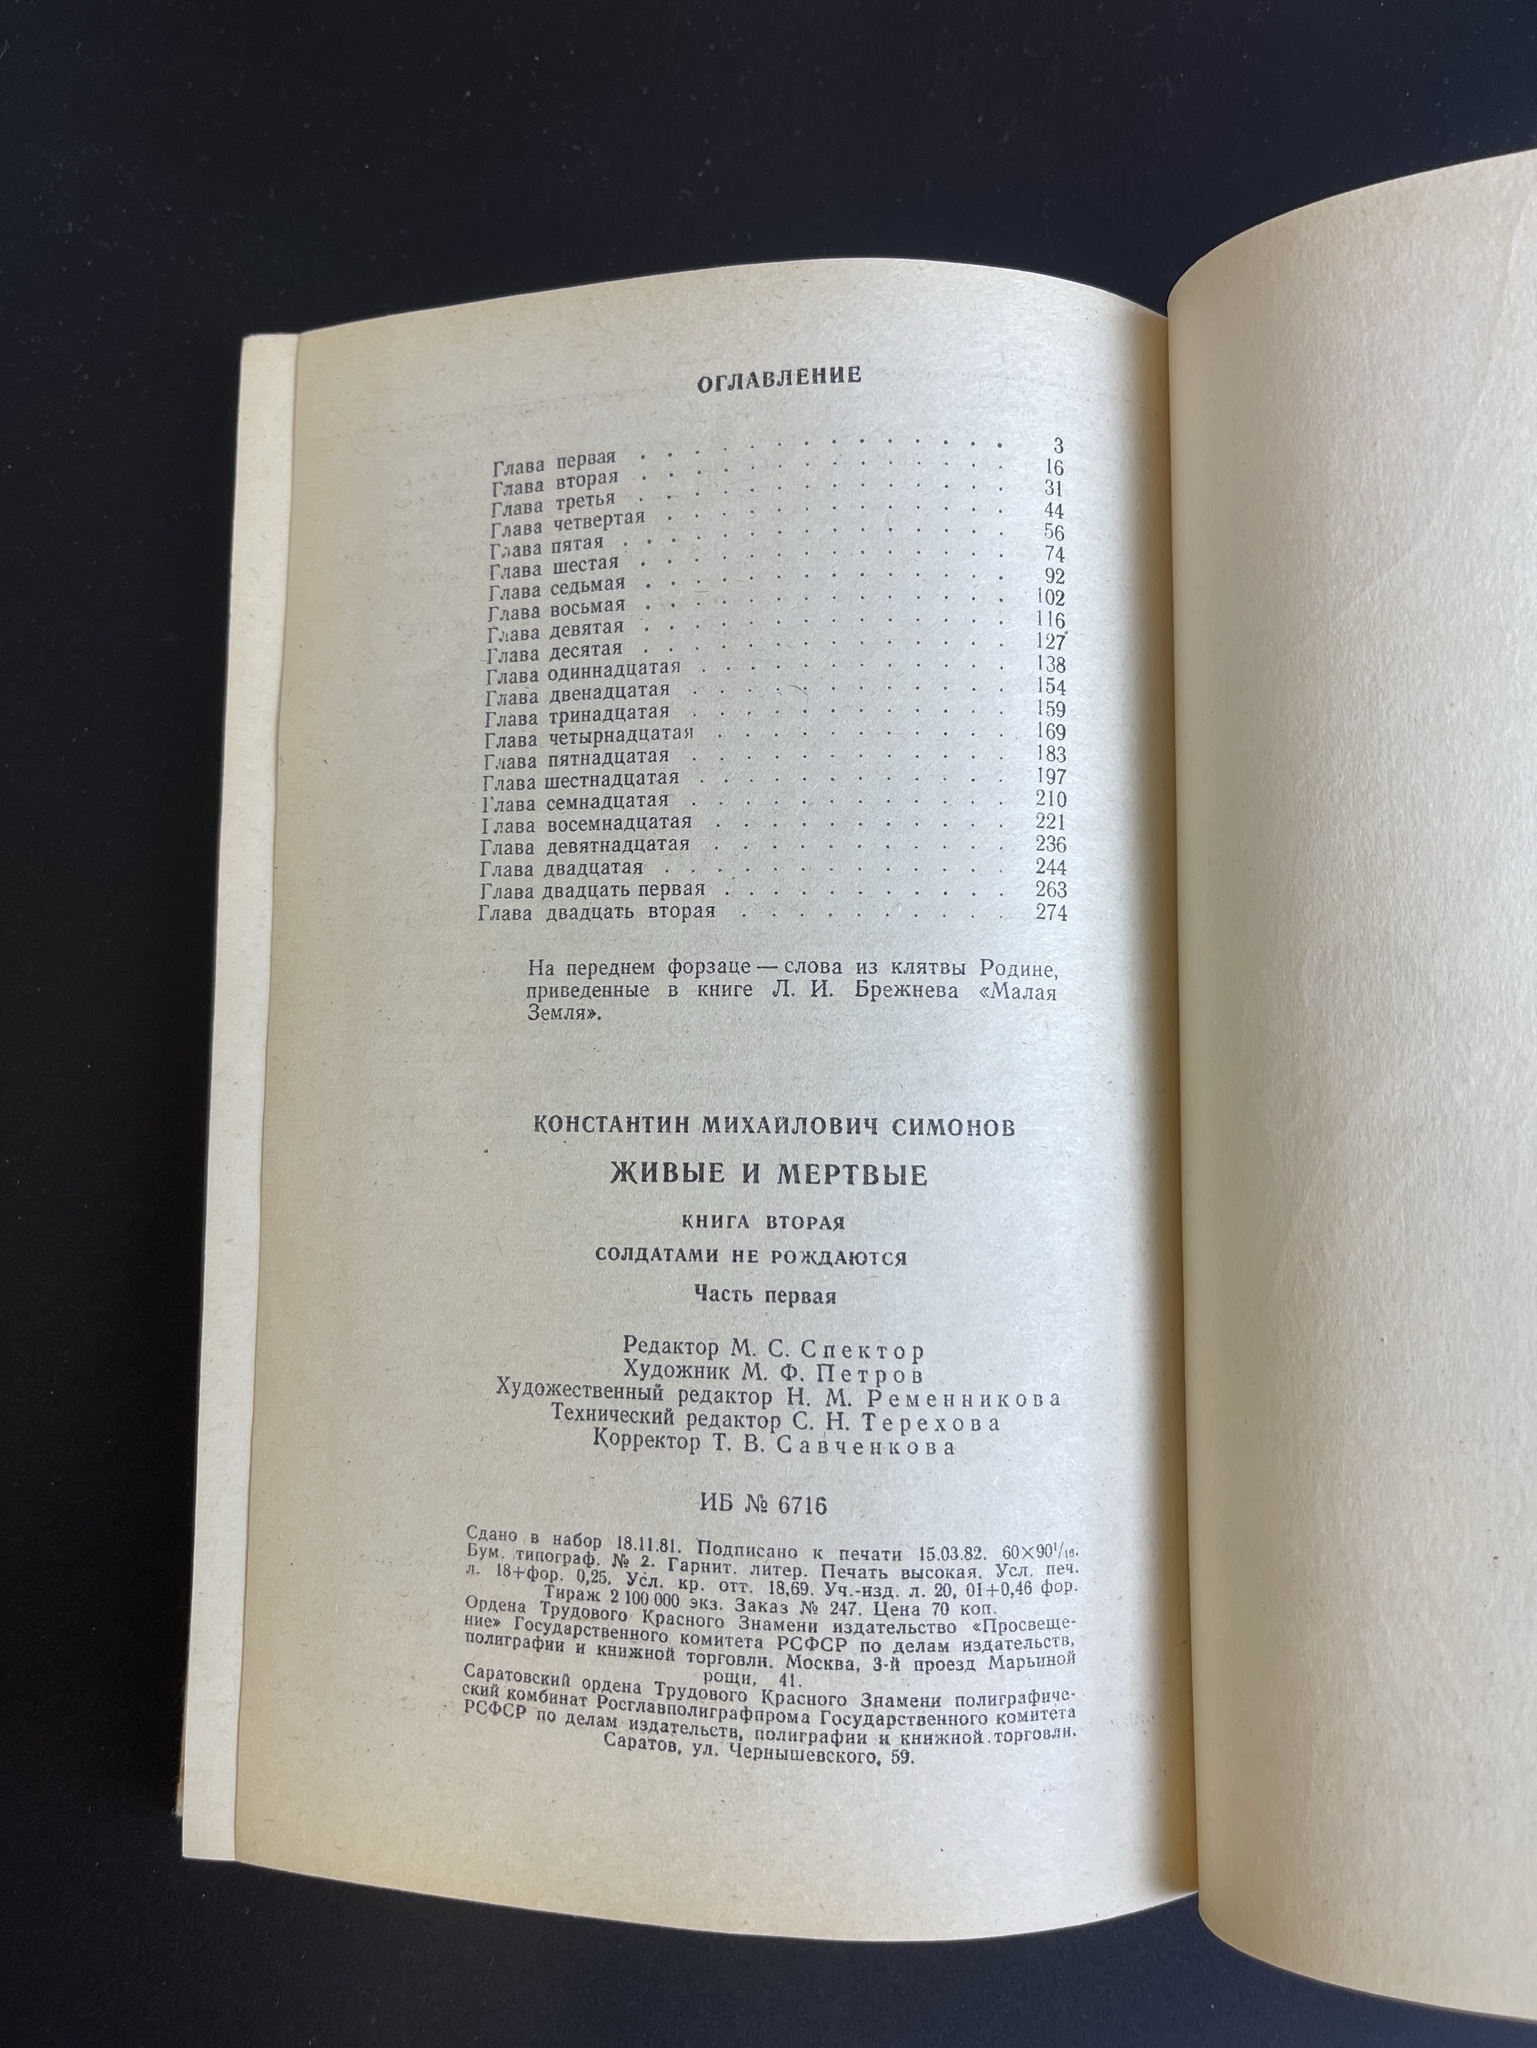 ОГЛАВЛЕНИЕ
Глава первая . . . . . . . . . . . . . . 3
Глава вторая . . . . . . . . . . . . . . 16
Глава третья . . . . . . . . . . . . . . 31
Глава четвертая . . . . . . . . . . . . . 44
Глава пятая . . . . . . . . . . . . . . 56
Глава шестая . . . . . . . . . . . . . . 74
Глава седьмая . . . . . . . . . . . . . . 92
Глава восьмая . . . . . . . . . . . . . . 102
Глава девятая . . . . . . . . . . . . . . 116
Глава десятая . . . . . . . . . . . . . . 127
Глава одиннадцатая . . . . . . . . . . . . 138
Глава двенадцатая . . . . . . . . . . . . 154
Глава тринадцатая . . . . . . . . . . . . 159
Глава четырнадцатая . . . . . . . . . . . 169
Глава пятнадцатая . . . . . . . . . . . . 183
Глава шестнадцатая . . . . . . . . . . . . 197
Глава семнадцатая . . . . . . . . . . . . 210
Глава восемнадцатая . . . . . . . . . . . 221
Глава девятнадцатая . . . . . . . . . . . 236
Глава двадцатая . . . . . . . . . . . . . 244
Глава двадцать первая . . . . . . . . . . . 263
Глава двадцать вторая . . . . . . . . . . 274
На переднем форзаце — слова из клятвы Родине,
приведенные в книге Л. И. Брежнева «Малая
Земля».
КОНСТАНТИН МИХАЙЛОВИЧ СИМОНОВ
ЖИВЫЕ И МЕРТВЫЕ
КНИГА ВТОРАЯ
СОЛДАТАМИ НЕ РОЖДАЮТСЯ
Часть первая
Редактор М. С. Спектор
Художник М. Ф. Петров
Художественный редактор Н. М. Ременникова
Технический редактор С. Н. Терехова
Корректор Т. В. Савченкова
ИБ № 6716
Сдано в набор 18.11.81. Подписано к печати 15.03.82. 60×90¹/₁₆.
Бум. типограф. № 2. Гарнит. литер. Печать высокая. Усл. печ.
л. 18+фор. 0,25. Усл. кр. отт. 18,69. Уч.-изд. л. 20, 01+0,46 фор.
Тираж 2 100 000 экз. Заказ № 247. Цена 70 коп.
Ордена Трудового Красного Знамени издательство «Просвеще-
ние» Государственного комитета РСФСР по делам издательств,
полиграфии и книжной торговли. Москва, 3-й проезд Марьиной
рощи, 41.
Саратовский ордена Трудового Красного Знамени полиграфиче-
ский комбинат Росглавполиграфпрома Государственного комитета
РСФСР по делам издательств, полиграфии и книжной торговли.
Саратов, ул. Чернышевского, 59.